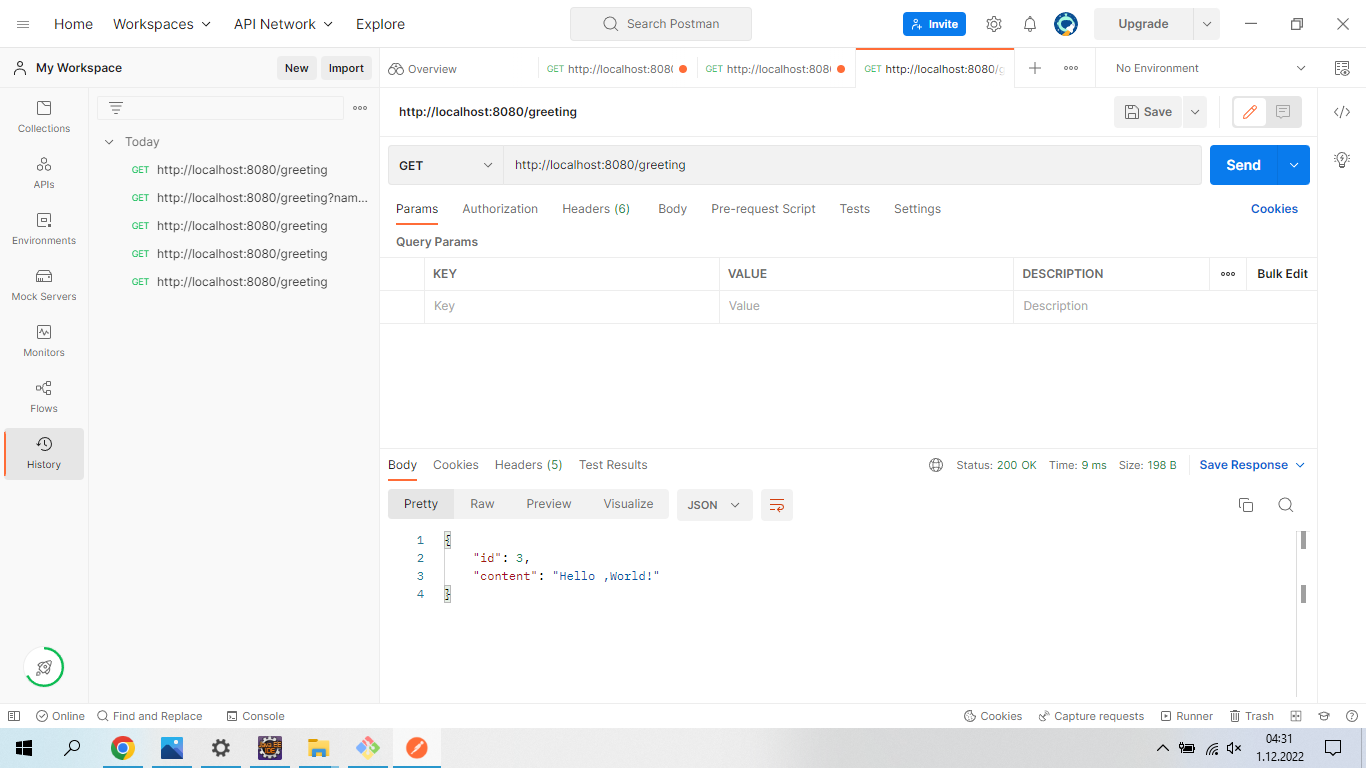 Home Workspaces API Network Explore Search Postman Invite Upgrade
My Workspace New Import Overview GET http://localhost:808 GET http://localhost:808 GET http://localhost:8080/g No Environment
http://localhost:8080/greeting Save
Collections
APIs
Environments
Mock Servers
Monitors
Flows
History
Today
GET http://localhost:8080/greeting
GET http://localhost:8080/greeting?nam...
GET http://localhost:8080/greeting
GET http://localhost:8080/greeting
GET http://localhost:8080/greeting
GET http://localhost:8080/greeting Send
Params Authorization Headers (6) Body Pre-request Script Tests Settings Cookies
Query Params
KEY VALUE DESCRIPTION Bulk Edit
Key Value Description
Body Cookies Headers (5) Test Results Status: 200 OK Time: 9 ms Size: 198 B Save Response
Pretty Raw Preview Visualize JSON
1 {
2 "id": 3,
3 "content": "Hello ,World!"
4 }
Online Find and Replace Console Cookies Capture requests Runner Trash
04:31
1.12.2022